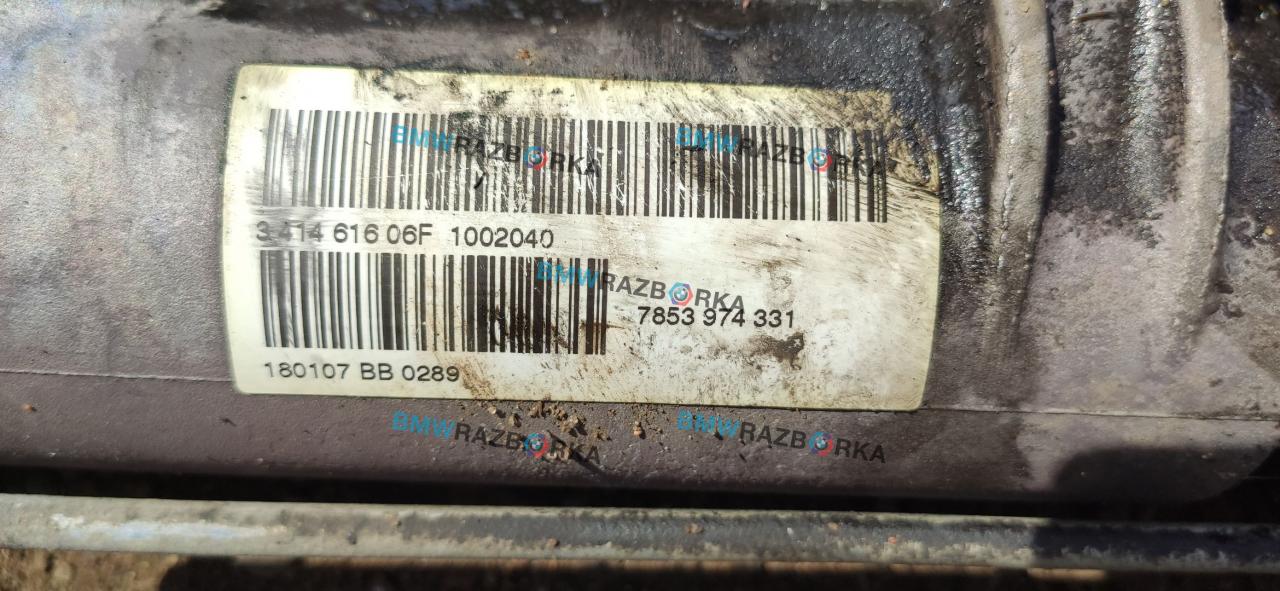 BMWRAZBORKA BMWRAZBORKA
3 414 616 06F 1002040
BMWRAZBORKA
7853 974 331
180107 BB 0289
BMWRAZBORKA BMWRAZBORKA